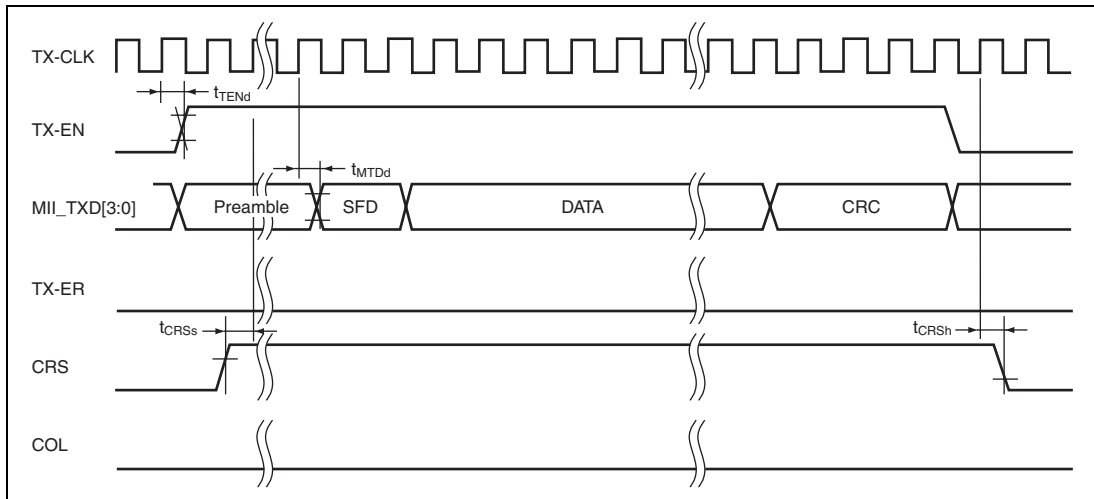 TX-CLK
tTENd
TX-EN
tMTDd
MII_TXD[3:0] Preamble SFD DATA CRC
TX-ER
tCRSs tCRSh
CRS
COL